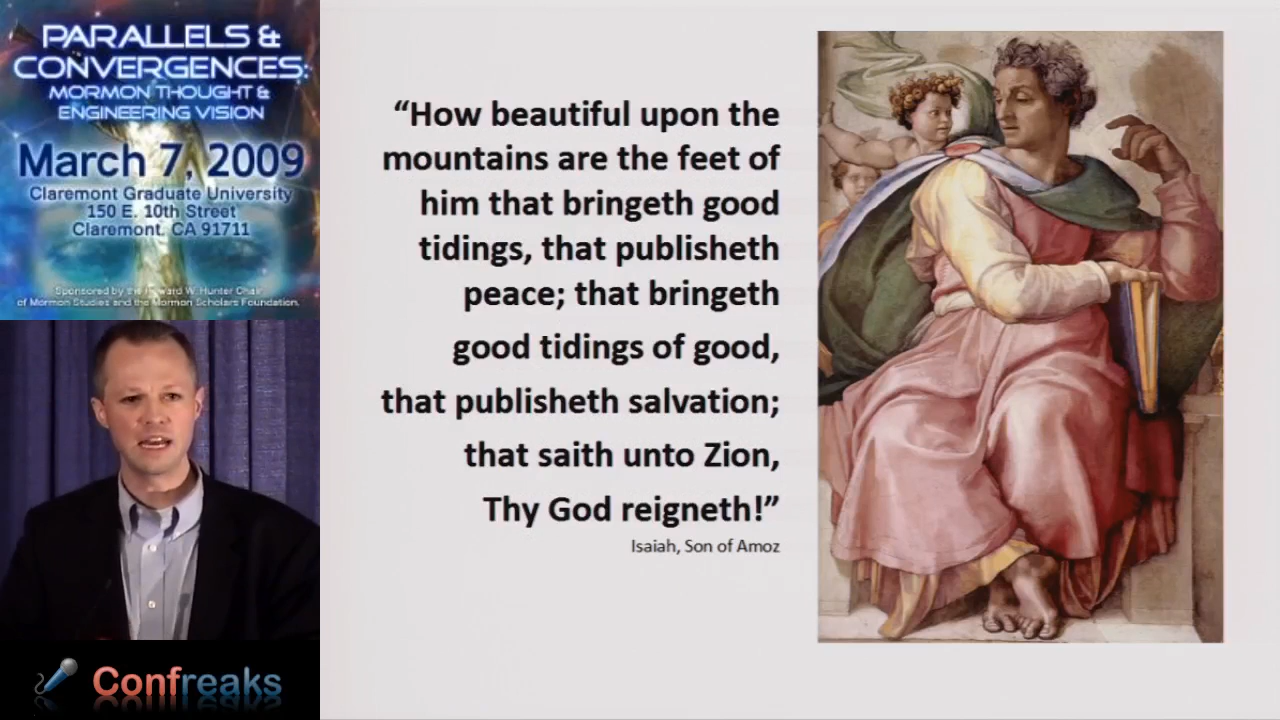 PARALLELS &
CONVERGENCES:
MORMON THOUGHT &
ENGINEERING VISION
March 7, 2009
Claremont Graduate University
150 E. 10th Street
Claremont, CA 91711
Sponsored by the Howard W. Hunter Chair
of Mormon Studies and the Mormon Scholars Foundation.
Confreaks
“How beautiful upon the
mountains are the feet of
him that bringeth good
tidings, that publisheth
peace; that bringeth
good tidings of good,
that publisheth salvation;
that saith unto Zion,
Thy God reigneth!”
Isaiah, Son of Amoz